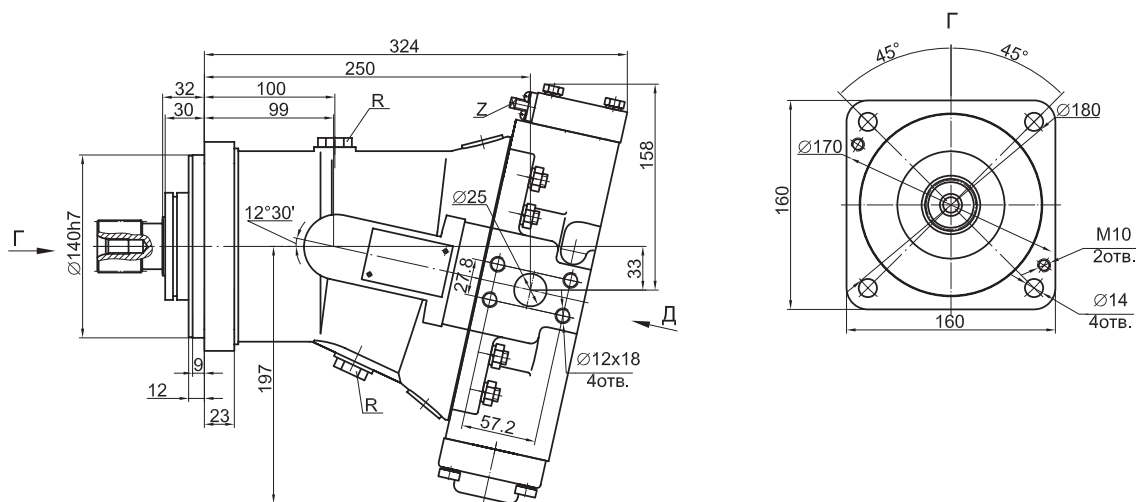 324
250
100
99
32
30
R
Z
158
Ø25
12°30'
Ø140h7
Г
27.8
33
Д
Ø12x18
4отв.
197
R
57.2
9
12
23
Г
45°
45°
Ø180
Ø170
160
M10
2отв.
Ø14
4отв.
160